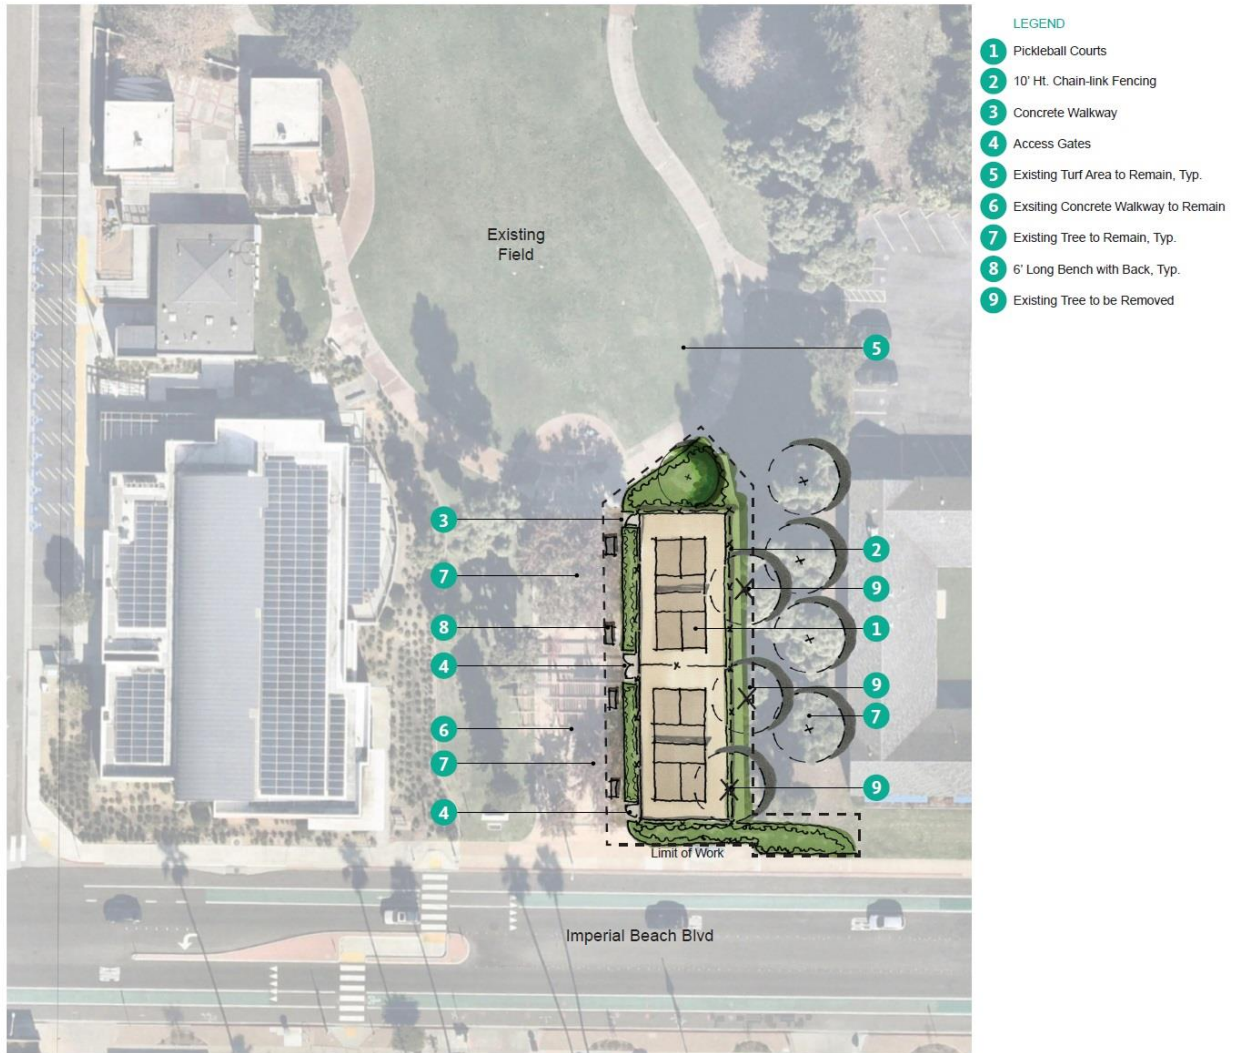 LEGEND
1 Pickleball Courts
2 10' Ht. Chain-link Fencing
3 Concrete Walkway
4 Access Gates
5 Existing Turf Area to Remain, Typ.
6 Exsiting Concrete Walkway to Remain
7 Existing Tree to Remain, Typ.
8 6' Long Bench with Back, Typ.
9 Existing Tree to be Removed
Existing
Field
5
3
2
7
9
8
1
4
9
7
6
7
9
4
Limit of Work
Imperial Beach Blvd